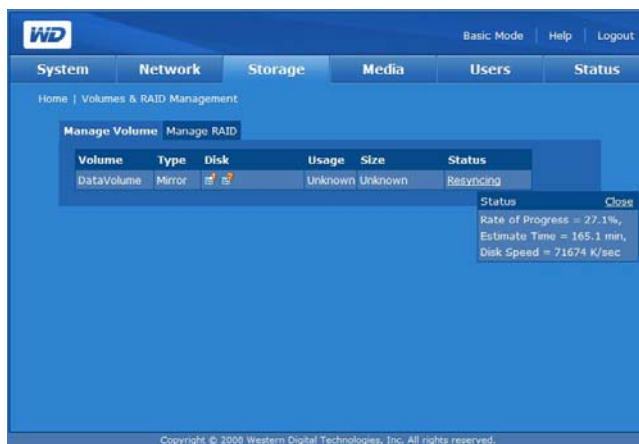 WD
Basic Mode | Help | Logout
System Network Storage Media Users Status
Home | Volumes & RAID Management
Manage Volume Manage RAID
Volume Type Disk Usage Size Status
DataVolume Mirror Unknown Unknown Resyncing
Status Close
Rate of Progress = 27.1%,
Estimate Time = 165.1 min,
Disk Speed = 71674 K/sec
Copyright © 2008 Western Digital Technologies, Inc. All rights reserved.